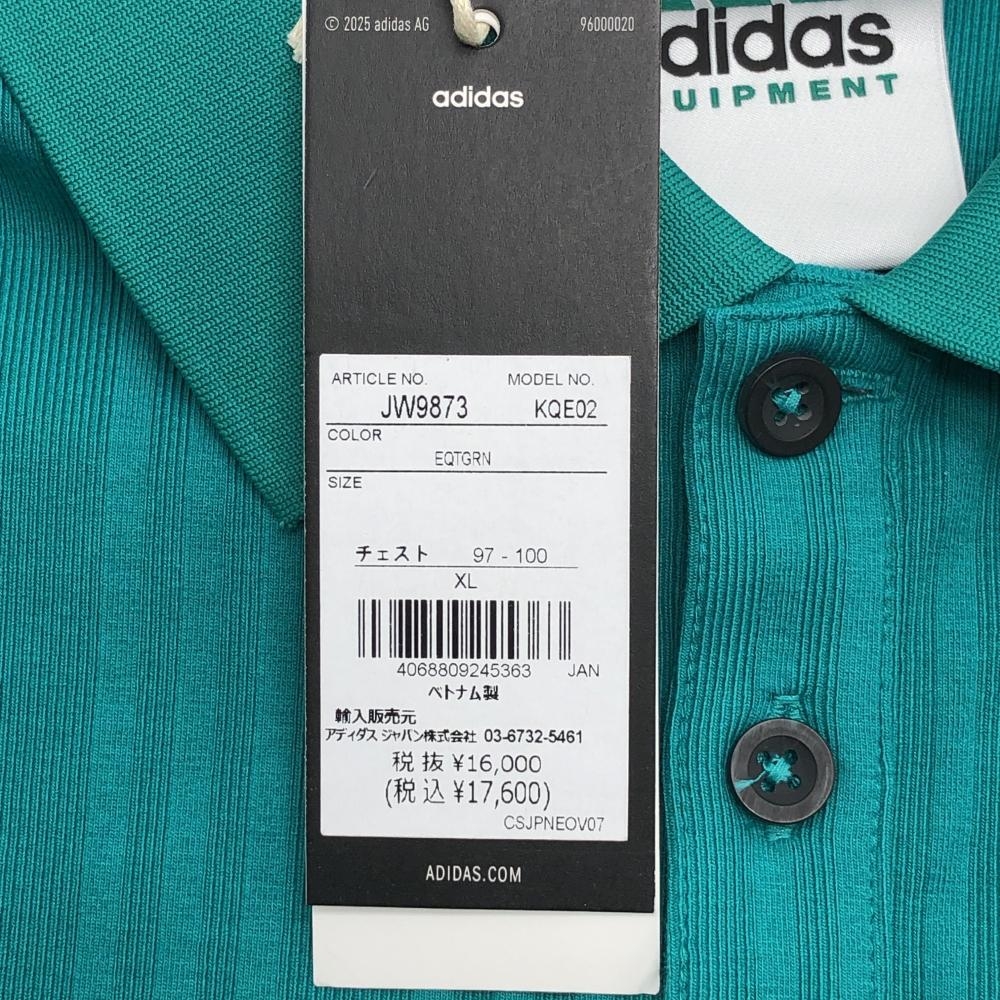 © 2025 adidas AG 96000020
adidas
didas
UIPMENT
ARTICLE NO. MODEL NO.
JW9873 KQE02
COLOR
EQTGRN
SIZE
チェスト 97 - 100
XL
4068809245363 JAN
ベトナム製
輸入販売元
アディダス ジャパン株式会社 03-6732-5461
税抜 ¥16,000
(税込 ¥17,600)
CSJPNEOV07
ADIDAS.COM